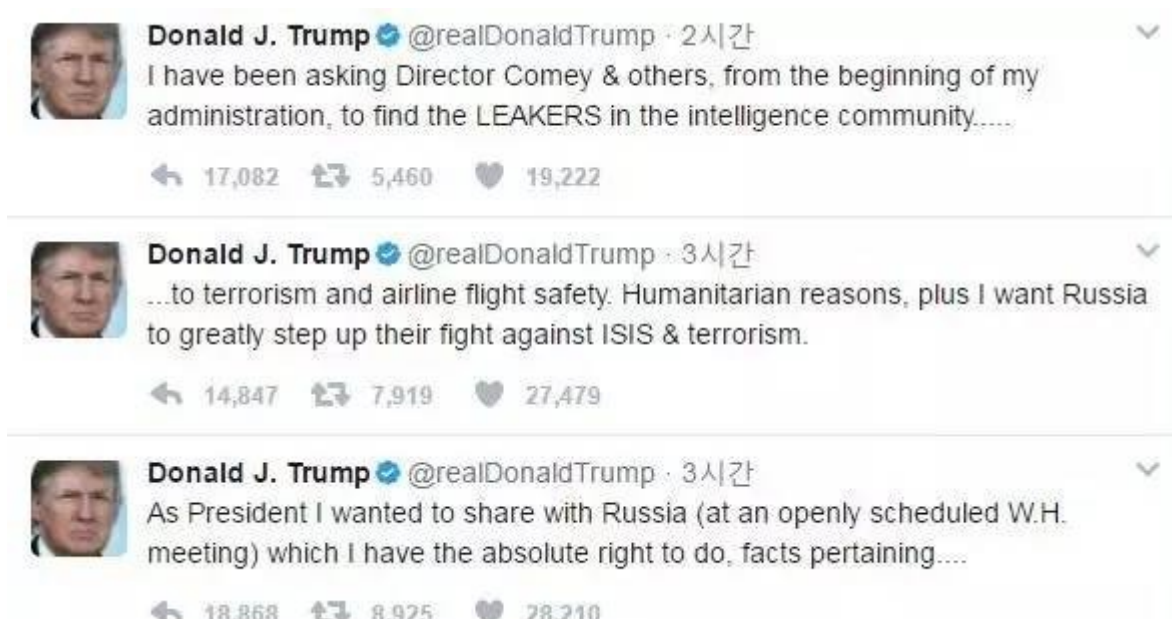 Donald J. Trump @realDonaldTrump · 2시간
I have been asking Director Comey & others, from the beginning of my
administration, to find the LEAKERS in the intelligence community.....
17,082 5,460 19,222
Donald J. Trump @realDonaldTrump · 3시간
...to terrorism and airline flight safety. Humanitarian reasons, plus I want Russia
to greatly step up their fight against ISIS & terrorism.
14,847 7,919 27,479
Donald J. Trump @realDonaldTrump · 3시간
As President I wanted to share with Russia (at an openly scheduled W.H.
meeting) which I have the absolute right to do, facts pertaining....
18,868 8,925 28,210